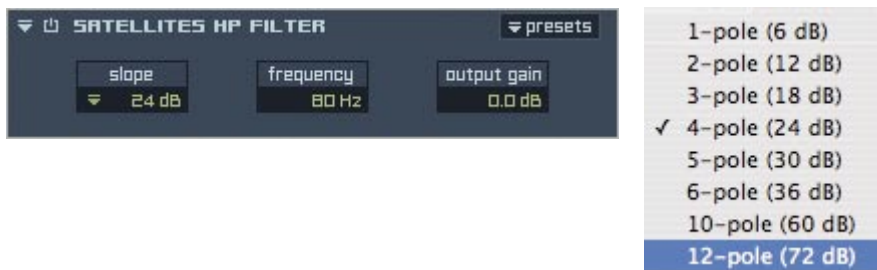 SATELLITES HP FILTER presets
slope frequency output gain
24 dB 80 Hz 0.0 dB
1-pole (6 dB)
2-pole (12 dB)
3-pole (18 dB)
✓ 4-pole (24 dB)
5-pole (30 dB)
6-pole (36 dB)
10-pole (60 dB)
12-pole (72 dB)